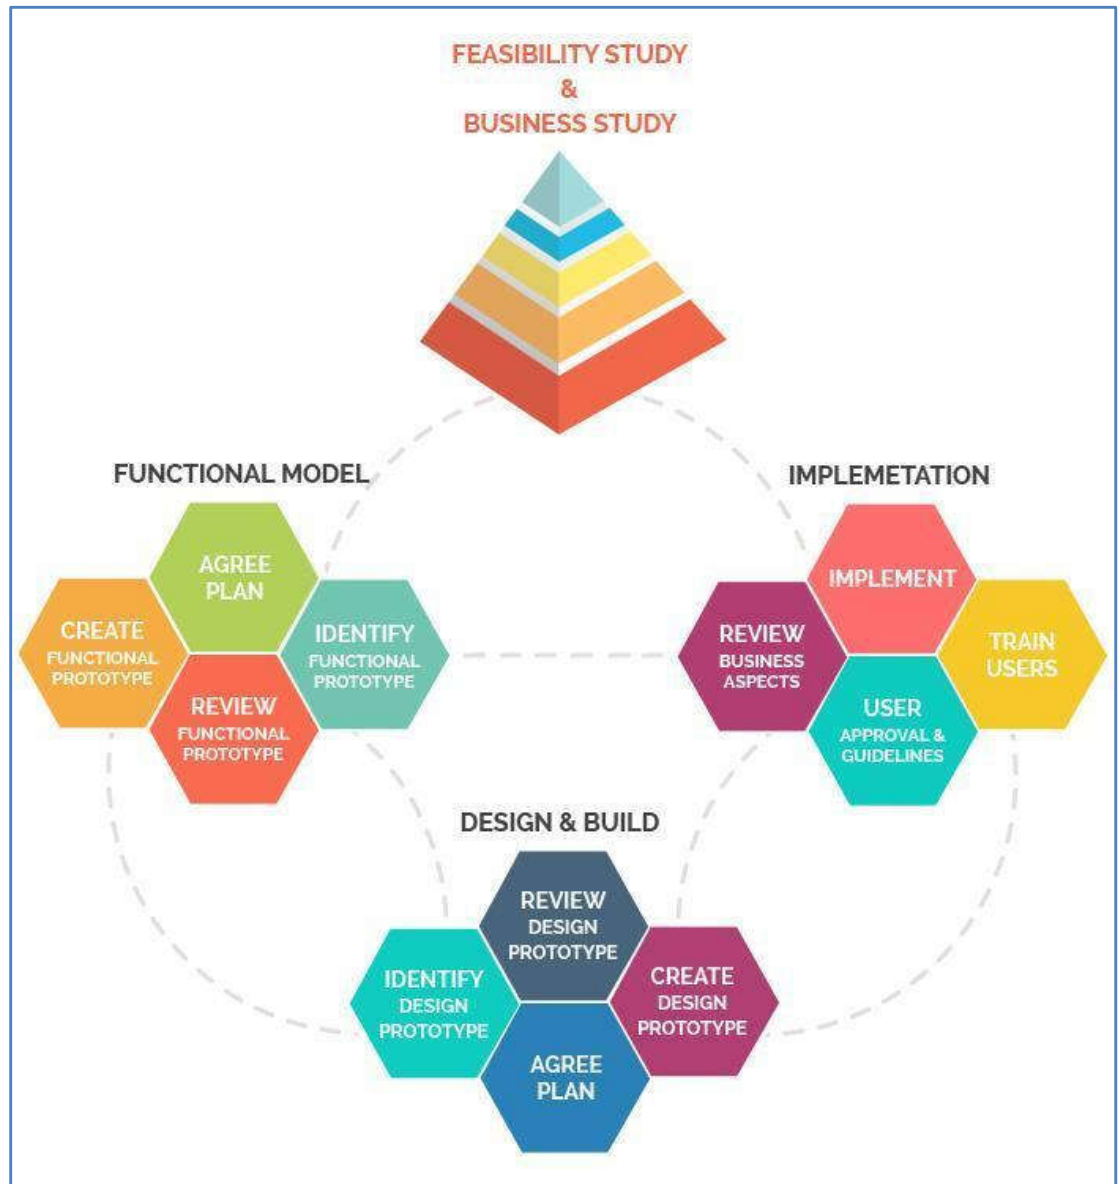 FEASIBILITY STUDY
&
BUSINESS STUDY
FUNCTIONAL MODEL
AGREE
PLAN
CREATE
FUNCTIONAL
PROTOTYPE
IDENTIFY
FUNCTIONAL
PROTOTYPE
REVIEW
FUNCTIONAL
PROTOTYPE
IMPLEMETATION
IMPLEMENT
REVIEW
BUSINESS
ASPECTS
TRAIN
USERS
USER
APPROVAL &
GUIDELINES
DESIGN & BUILD
REVIEW
DESIGN
PROTOTYPE
IDENTIFY
DESIGN
PROTOTYPE
CREATE
DESIGN
PROTOTYPE
AGREE
PLAN